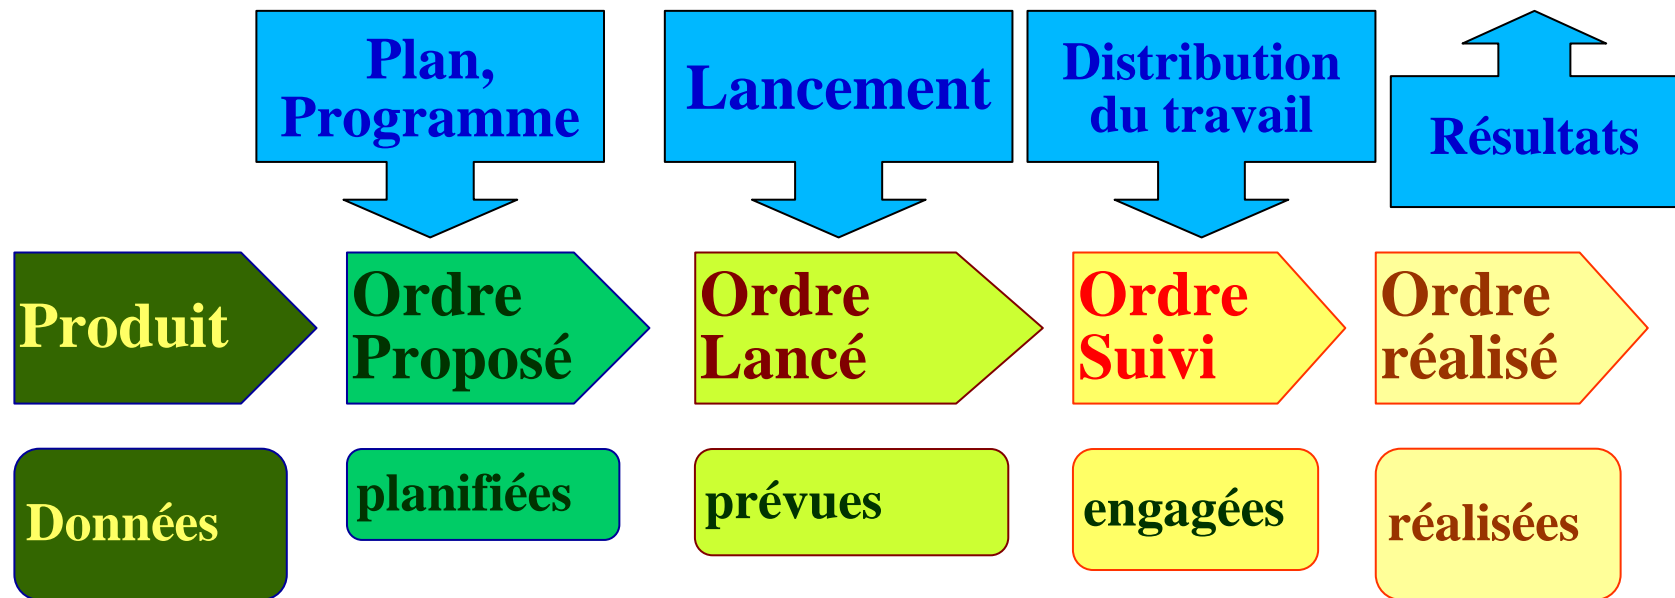 Plan,
Programme
Lancement
Distribution
du travail
Résultats
Produit
Ordre
Proposé
Ordre
Lancé
Ordre
Suivi
Ordre
réalisé
Données
planifiées
prévues
engagées
réalisées